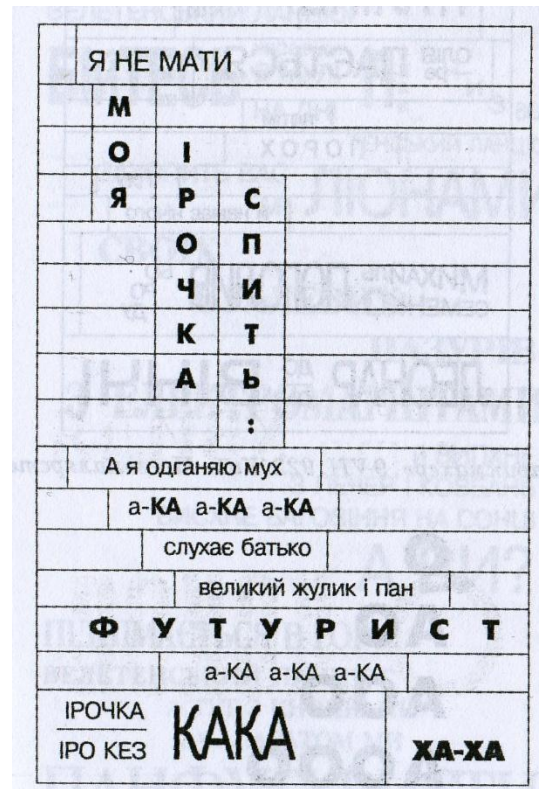 Я НЕ МАТИ
МОЯ
ІРОЧКА
СПИТЬ:
А я одганяю мух
а-КА а-КА а-КА
слухає батько
великий жулик і пан
ФУТУРИСТ
а-КА а-КА а-КА
ІРОЧКА
ІРО КЕЗ
КАКА
ХА-ХА